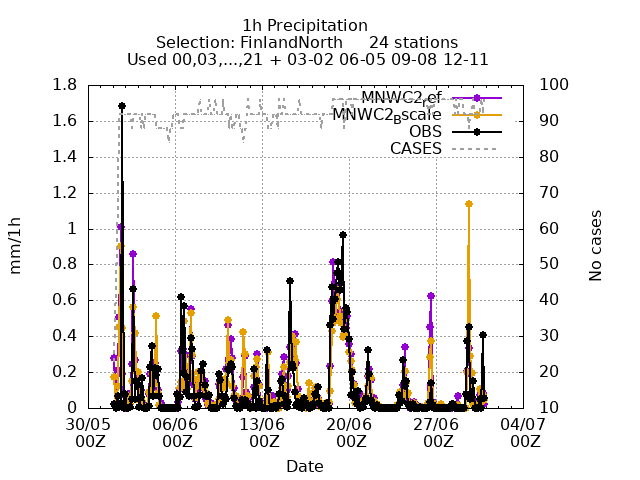 1h Precipitation
Selection: FinlandNorth 24 stations
Used 00,03,...,21 + 03-02 06-05 09-08 12-11
1.8 100
1.6 90
1.4 80
1.2 70
1 60
0.8 50
0.6 40
0.4 30
0.2 20
0 10
MNWC2ref
MNWC2Bscale
OBS
CASES
mm/1h
No cases
30/05 06/06 13/06 20/06 27/06 04/07
00Z 00Z 00Z 00Z 00Z 00Z
Date